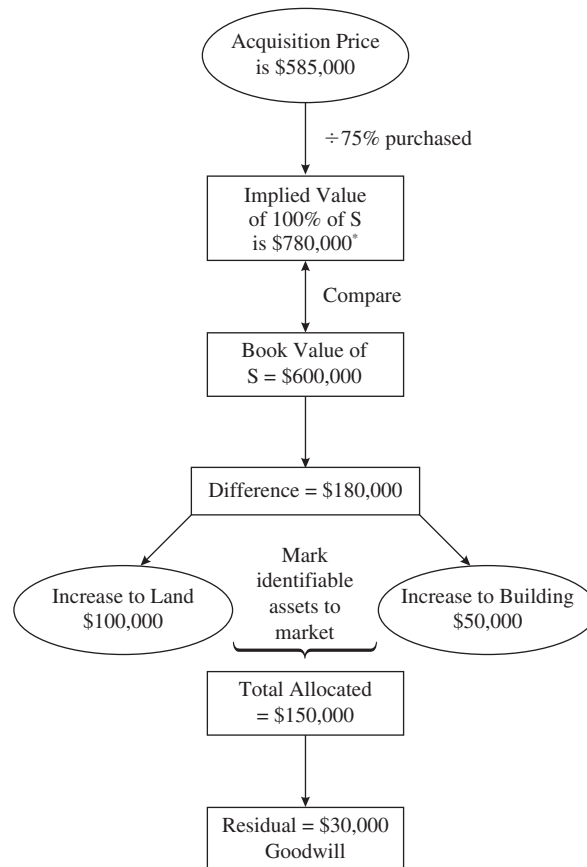 Acquisition Price
is $585,000
÷75% purchased
Implied Value
of 100% of S
is $780,000*
Compare
Book Value of
S = $600,000
Difference = $180,000
Mark
identifiable
assets to
market
Increase to Land
$100,000
Increase to Building
$50,000
Total Allocated
= $150,000
Residual = $30,000
Goodwill